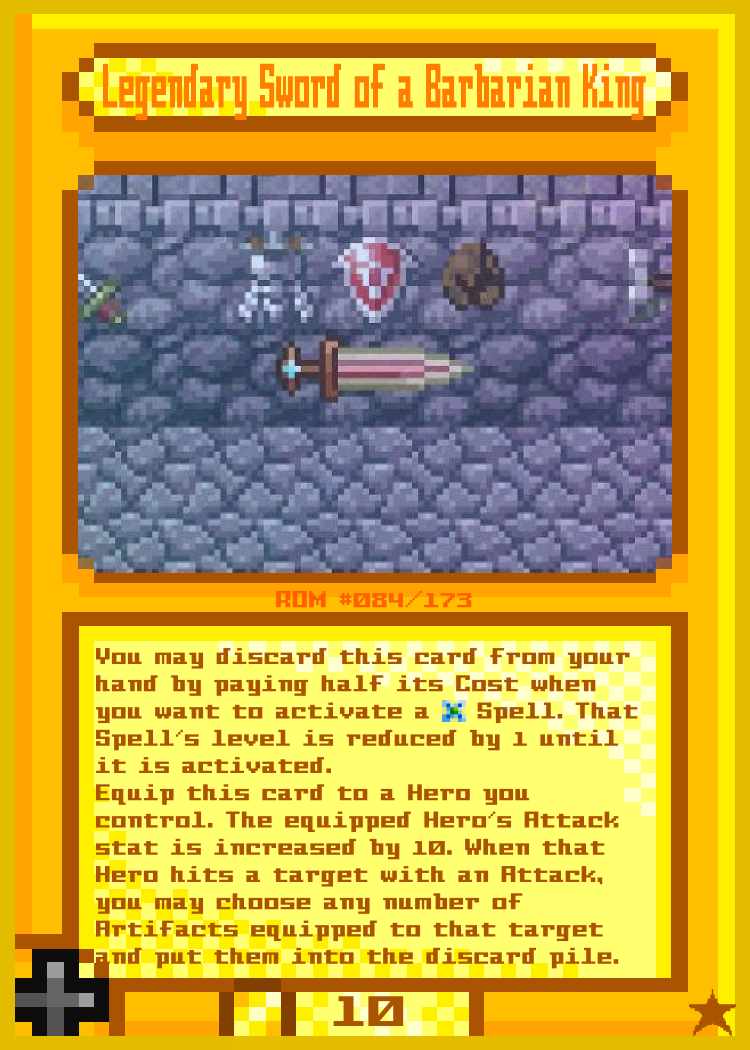 Legendary Sword of a Barbarian King
ROM #084/173
You may discard this card from your
hand by paying half its Cost when
you want to activate a Spell. That
Spell's level is reduced by 1 until
it is activated.
Equip this card to a Hero you
control. The equipped Hero's Attack
stat is increased by 10. When that
Hero hits a target with an Attack,
you may choose any number of
Artifacts equipped to that target
and put them into the discard pile.
10